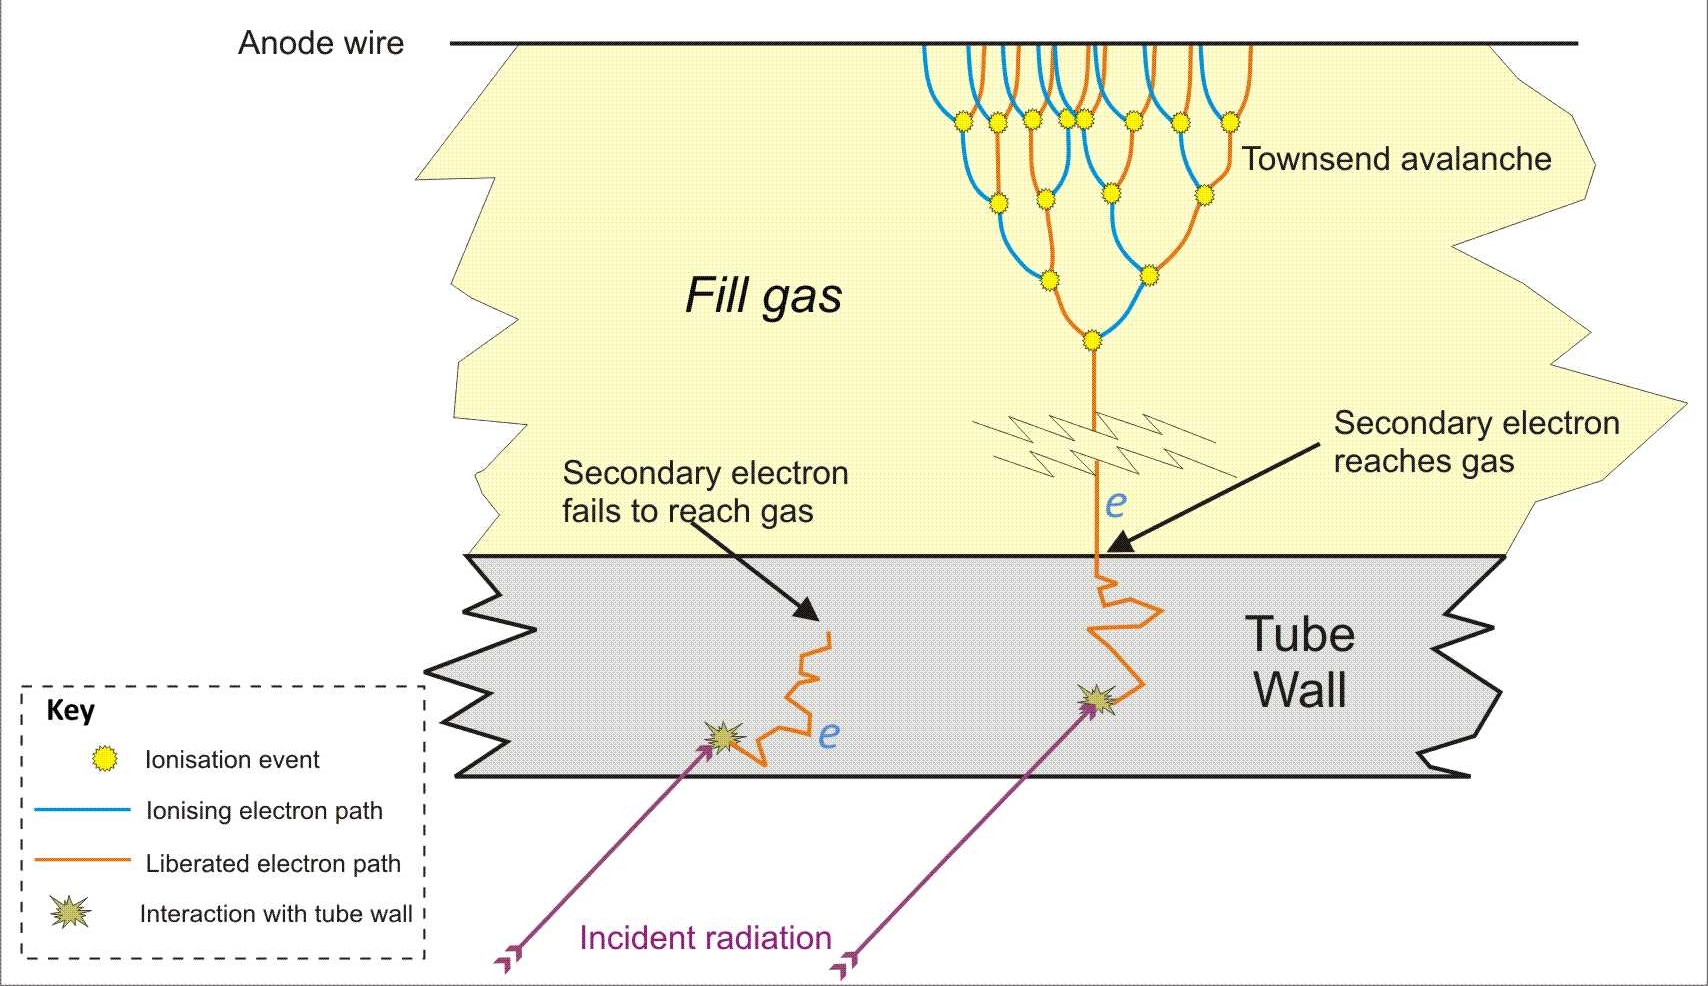 Anode wire
Townsend avalanche
Fill gas
Secondary electron
reaches gas
Secondary electron
fails to reach gas
e
Tube
Wall
e
Key
Ionisation event
Ionising electron path
Liberated electron path
Interaction with tube wall
Incident radiation